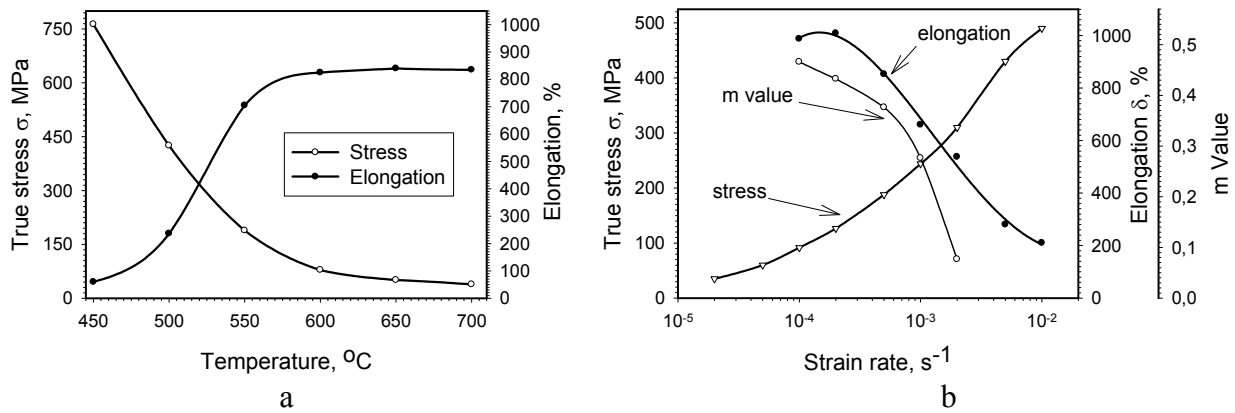 True stress σ, MPa
750
600
450
300
150
0
450 500 550 600 650 700
Temperature, ºC
1000
900
800
700
600
500
400
300
200
100
0
Elongation, %
Stress
Elongation
a
True stress σ, MPa
500
400
300
200
100
0
10-5 10-4 10-3 10-2
Strain rate, s-1
elongation
m value
stress
1000
800
600
400
200
0
Elongation δ, %
0,5
0,4
0,3
0,2
0,1
0,0
m Value
b